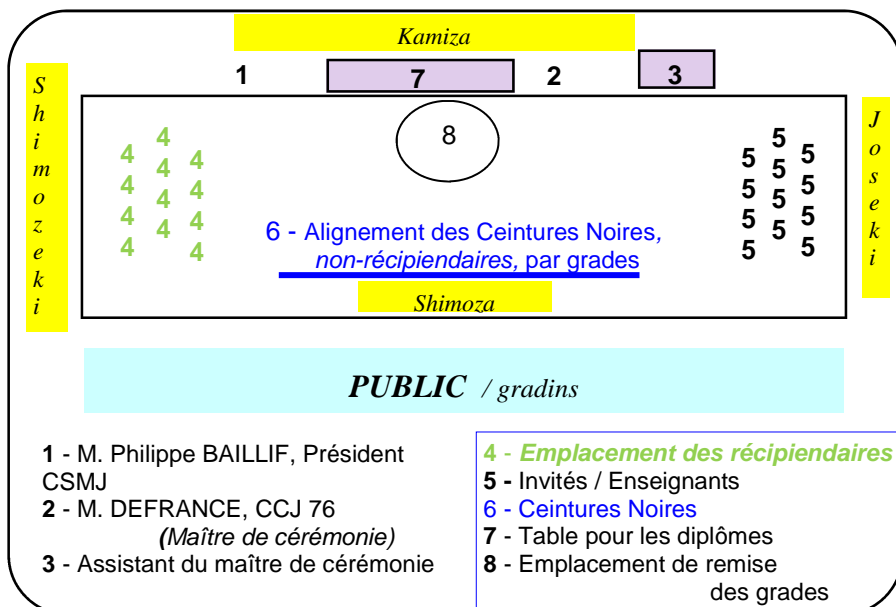 Kamiza
1 7 2 3
Shimozeki
Joseki
8
4 4 4 4 4 4 4 4 4 4 4 4
5 5 5 5 5 5 5 5 5 5 5 5
6 - Alignement des Ceintures Noires,
non-récipiendaires, par grades
Shimoza
PUBLIC / gradins
1 - M. Philippe BAILLIF, Président
CSMJ
2 - M. DEFRANCE, CCJ 76
(Maître de cérémonie)
3 - Assistant du maître de cérémonie
4 - Emplacement des récipiendaires
5 - Invités / Enseignants
6 - Ceintures Noires
7 - Table pour les diplômes
8 - Emplacement de remise
des grades